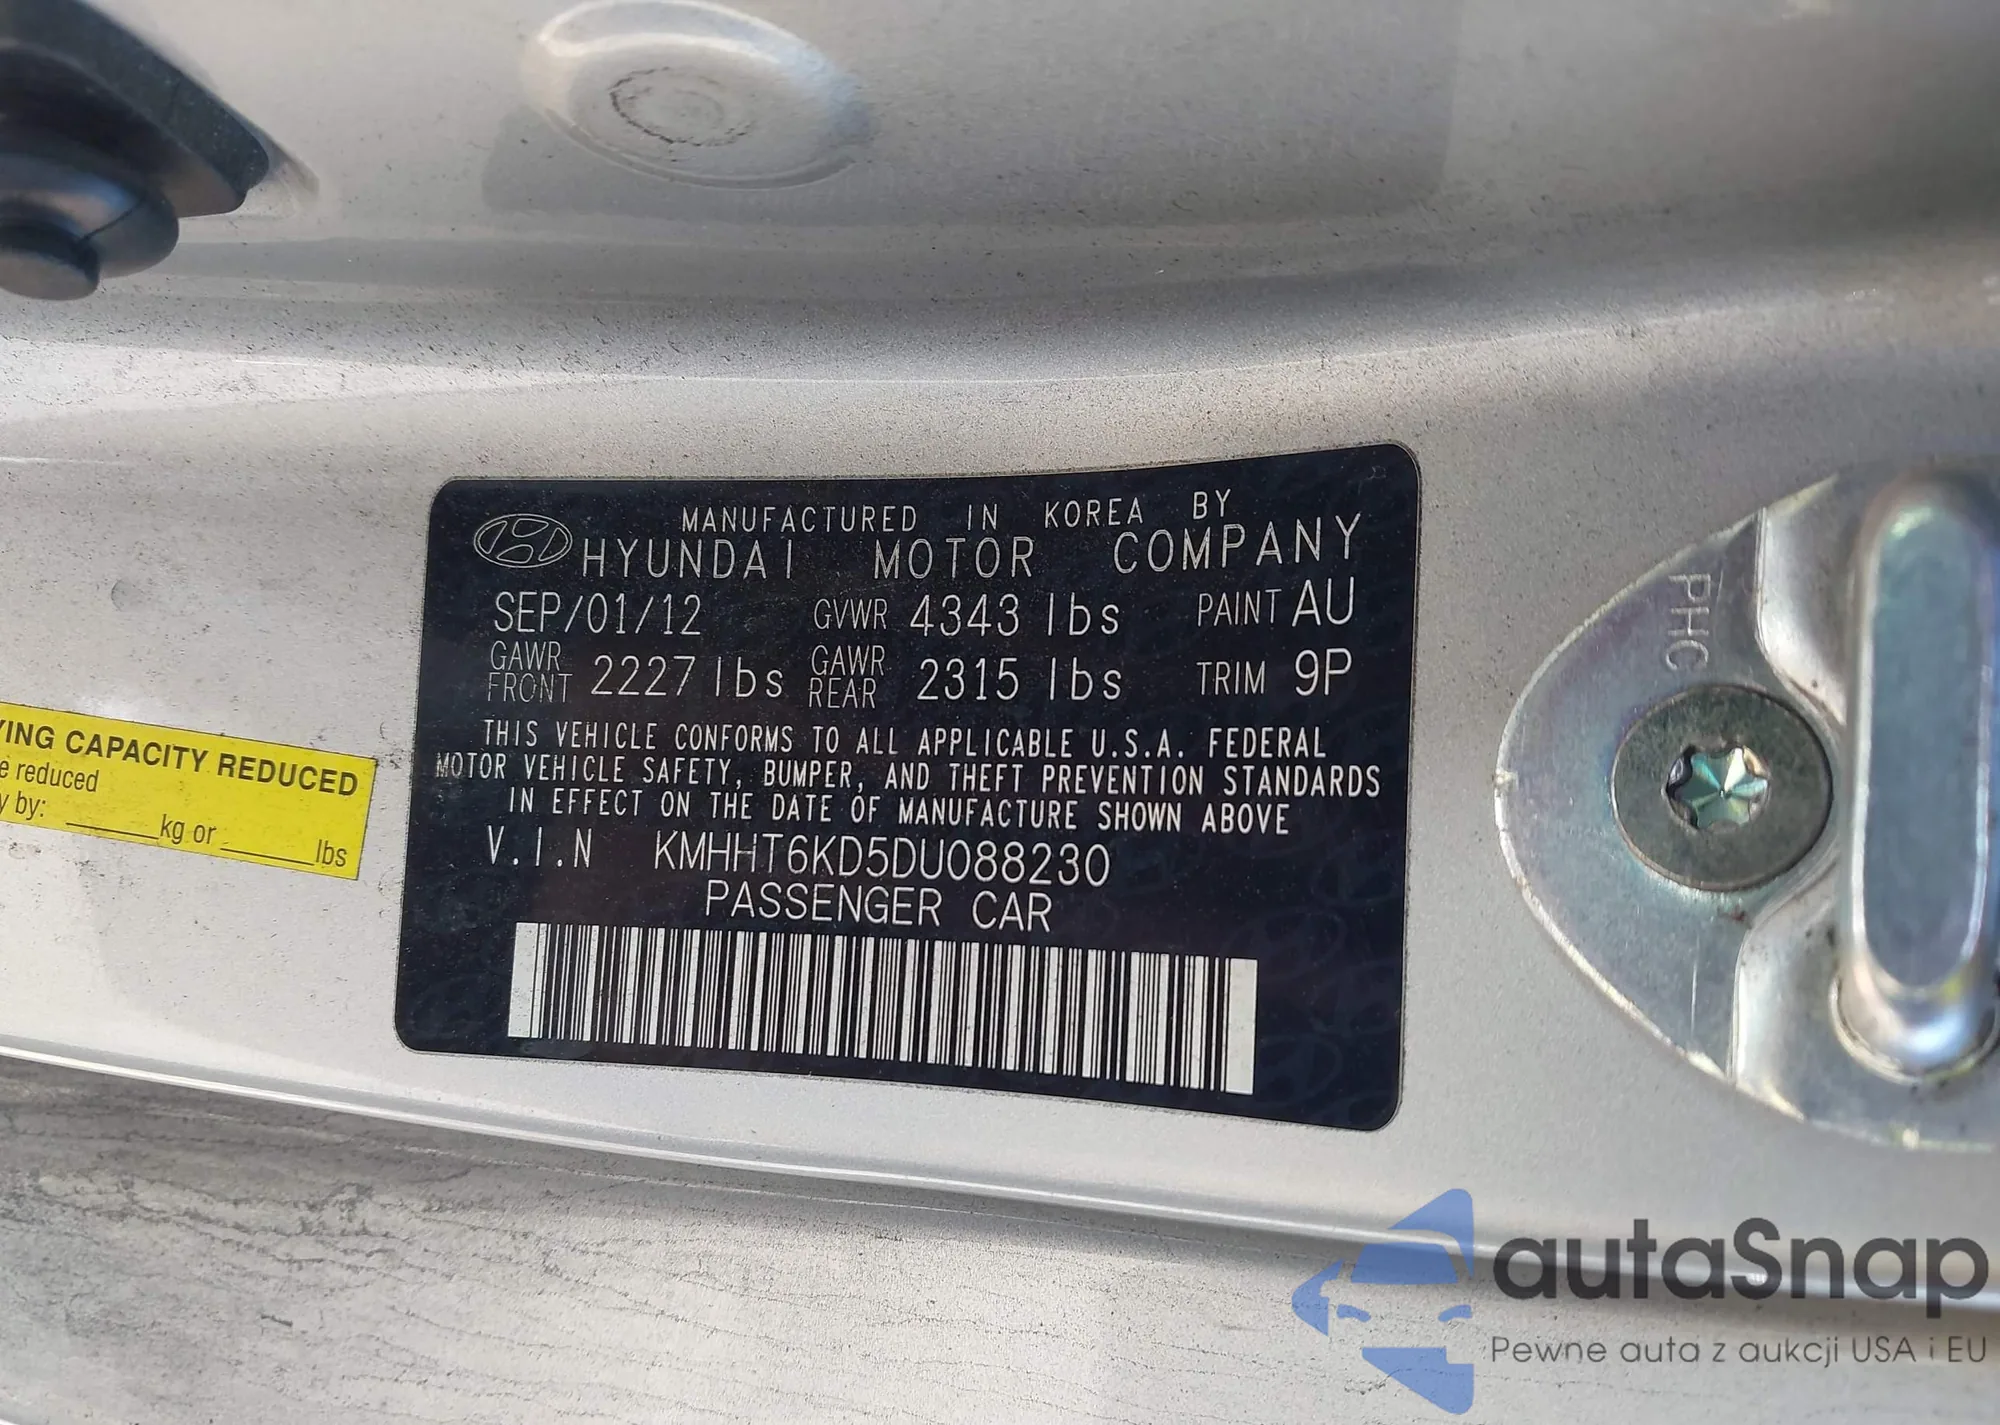 MANUFACTURED IN KOREA BY
HYUNDAI MOTOR COMPANY
SEP/01/12 GVWR 4343 lbs PAINT AU
GAWR FRONT 2227 lbs GAWR REAR 2315 lbs TRIM 9P
THIS VEHICLE CONFORMS TO ALL APPLICABLE U.S.A. FEDERAL
MOTOR VEHICLE SAFETY, BUMPER, AND THEFT PREVENTION STANDARDS
IN EFFECT ON THE DATE OF MANUFACTURE SHOWN ABOVE
V.I.N KMHHT6KD5DU088230
PASSENGER CAR
YING CAPACITY REDUCED
e reduced
y by: ______kg or ______lbs
PHC
autaSnap
Pewne auta z aukcji USA i EU